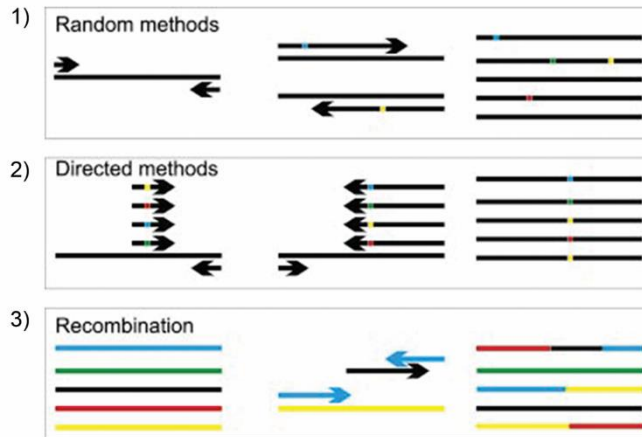 1)
Random methods
2)
Directed methods
3)
Recombination